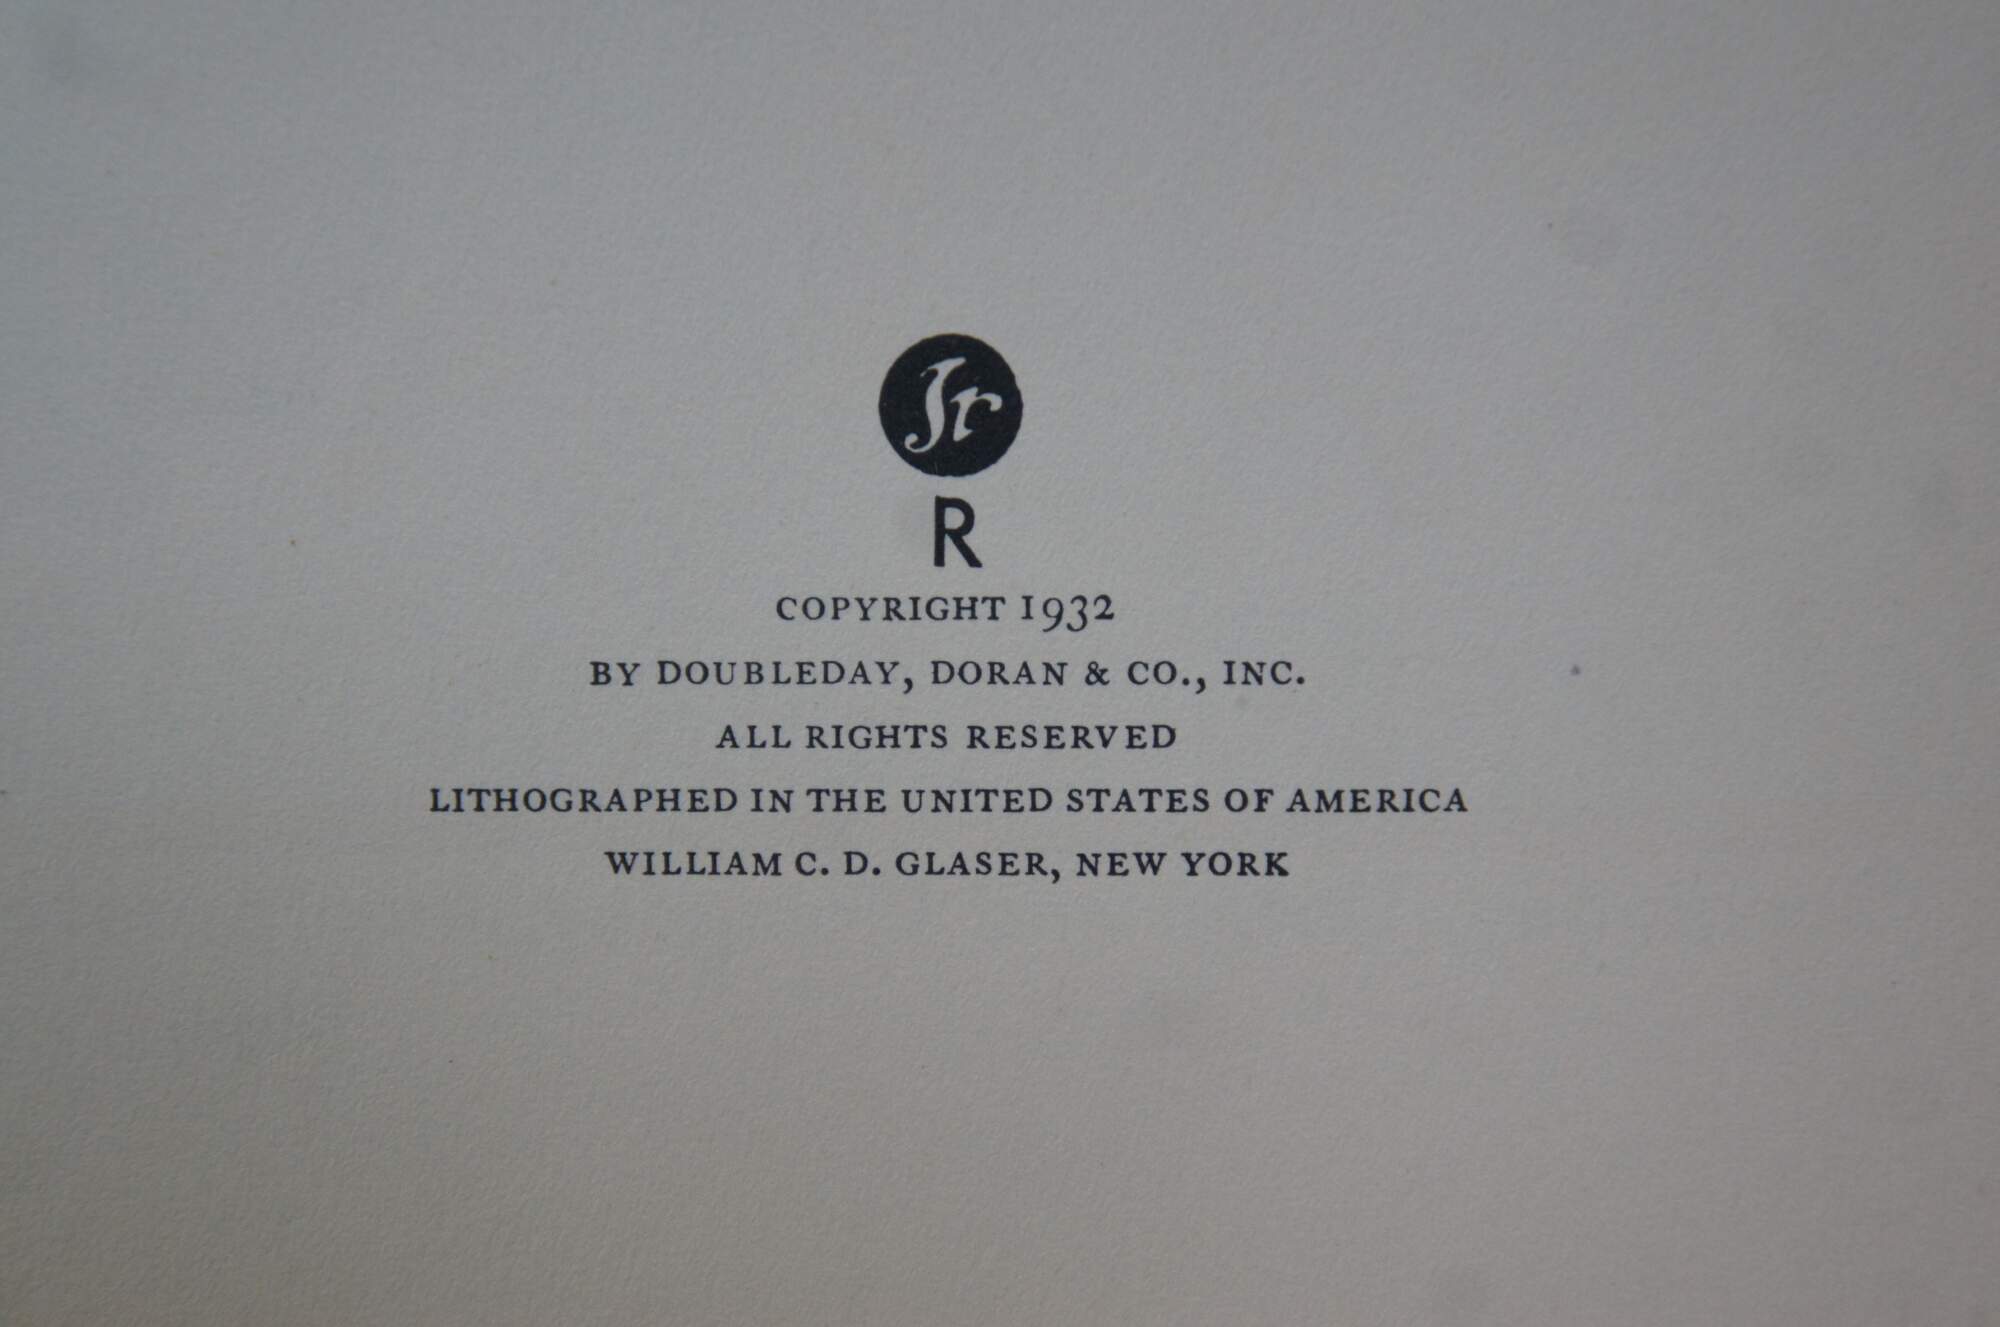 Jr
R
COPYRIGHT 1932
BY DOUBLEDAY, DORAN & CO., INC.
ALL RIGHTS RESERVED
LITHOGRAPHED IN THE UNITED STATES OF AMERICA
WILLIAM C. D. GLASER, NEW YORK